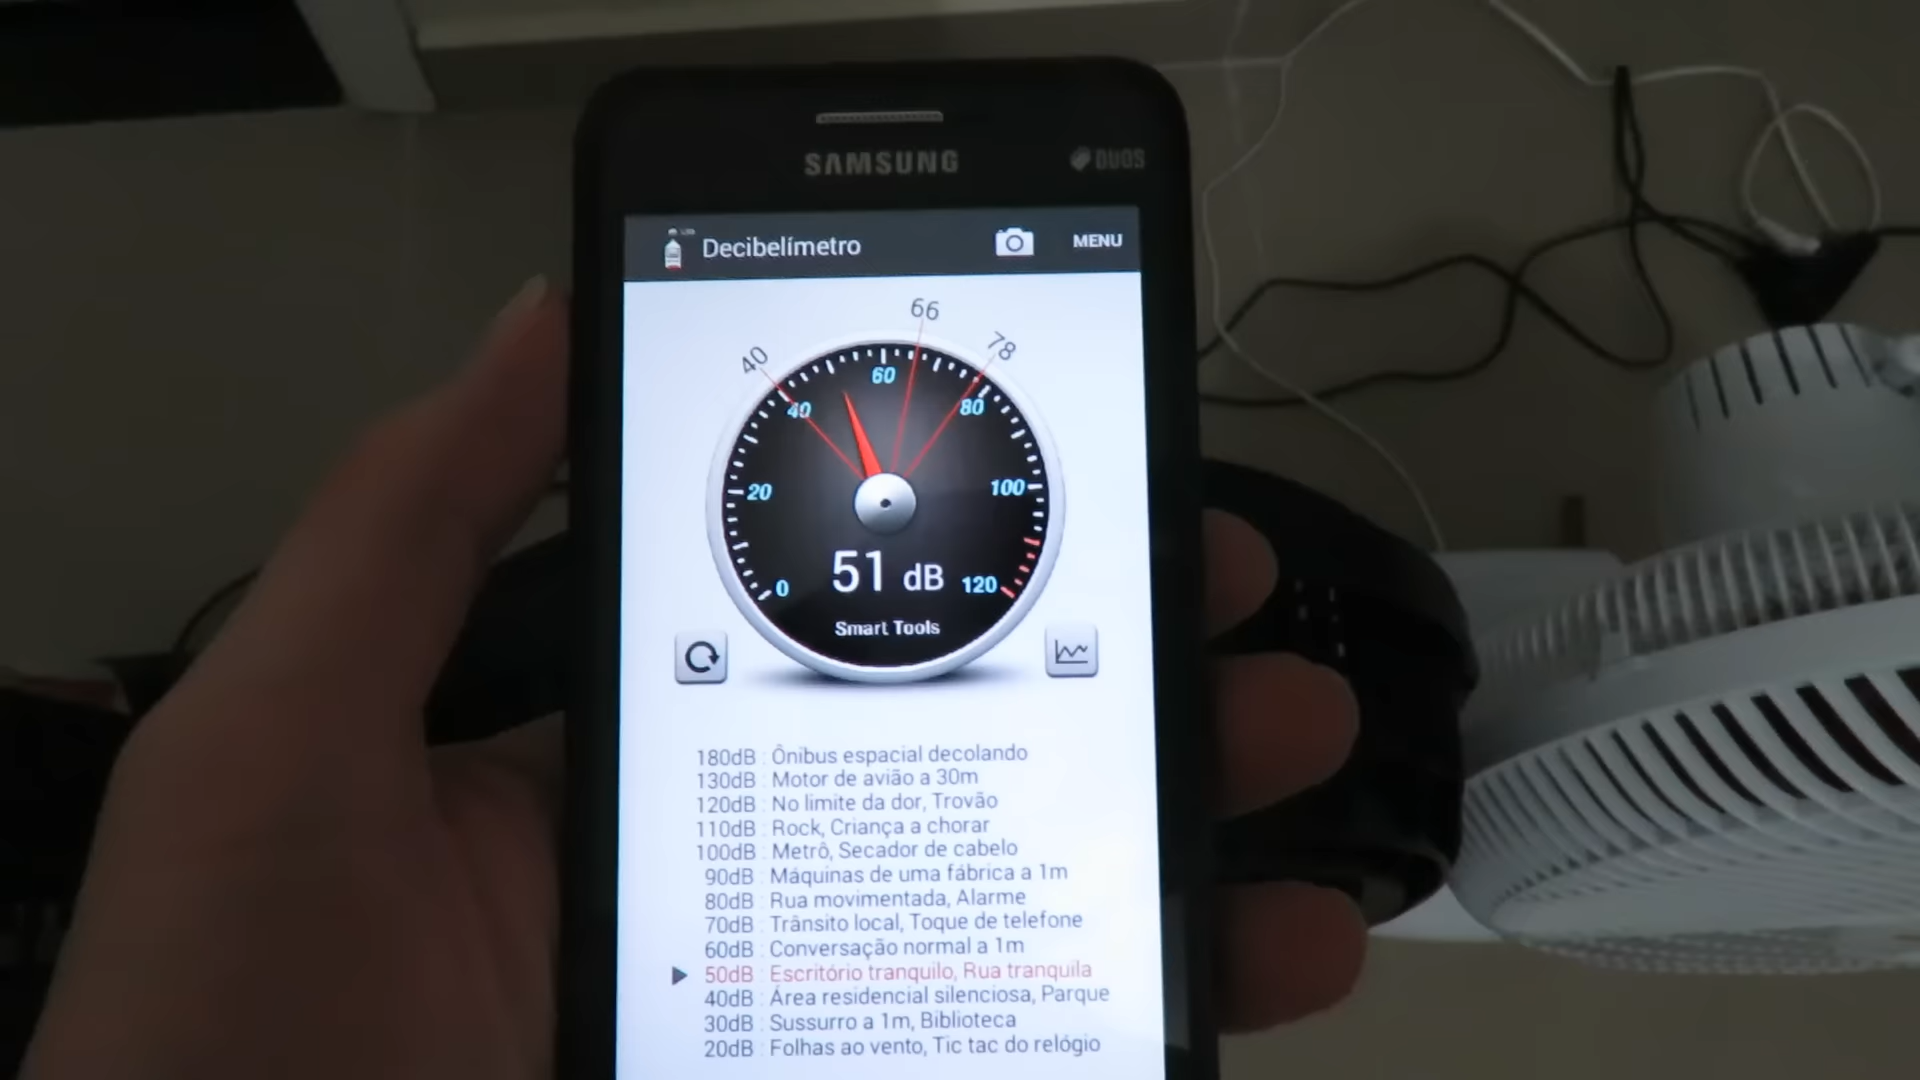 SAMSUNG
DUOS
Decibelímetro
MENU
66
40
78
60
40
80
20
100
51 dB
0
120
Smart Tools
180dB : Ônibus espacial decolando
130dB : Motor de avião a 30m
120dB : No limite da dor, Trovão
110dB : Rock, Criança a chorar
100dB : Metrô, Secador de cabelo
90dB : Máquinas de uma fábrica a 1m
80dB : Rua movimentada, Alarme
70dB : Trânsito local, Toque de telefone
60dB : Conversação normal a 1m
50dB : Escritório tranquilo, Rua tranquila
40dB : Área residencial silenciosa, Parque
30dB : Sussurro a 1m, Biblioteca
20dB : Folhas ao vento, Tic tac do relógio